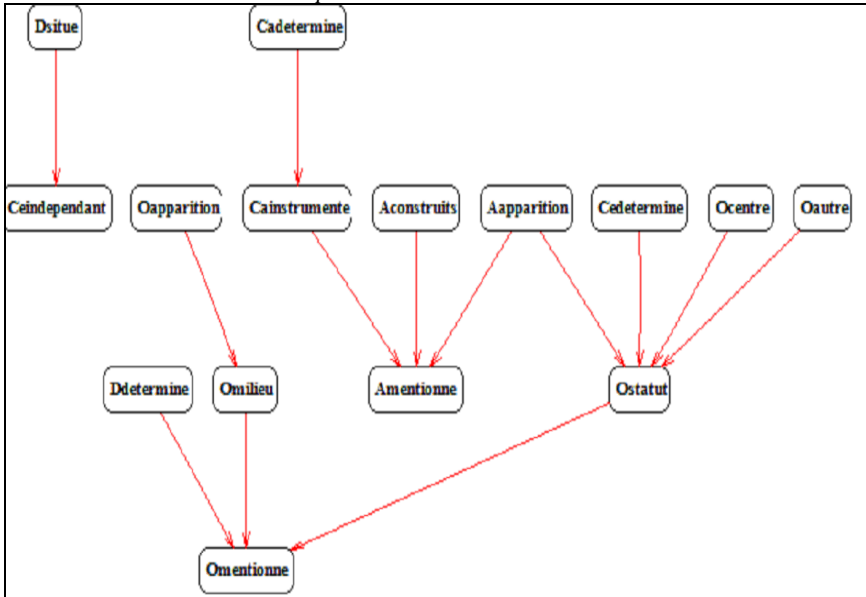 Dsitue
Cadetermine
Ceindependant
Oapparition
Cainstrumente
Aconstruits
Aapparition
Cedetermine
Ocentre
Oautre
Ddetermine
Omilieu
Amentionne
Ostatut
Omentionne